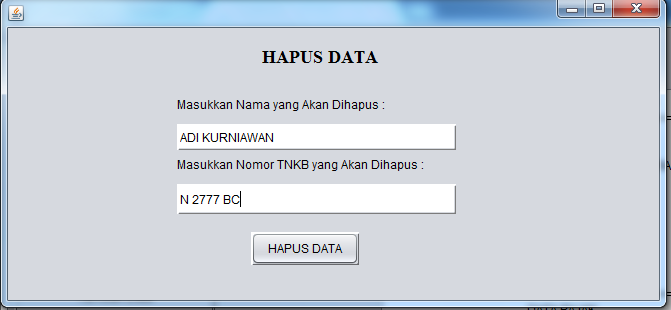 HAPUS DATA
Masukkan Nama yang Akan Dihapus :
ADI KURNIAWAN
Masukkan Nomor TNKB yang Akan Dihapus :
N 2777 BC
HAPUS DATA